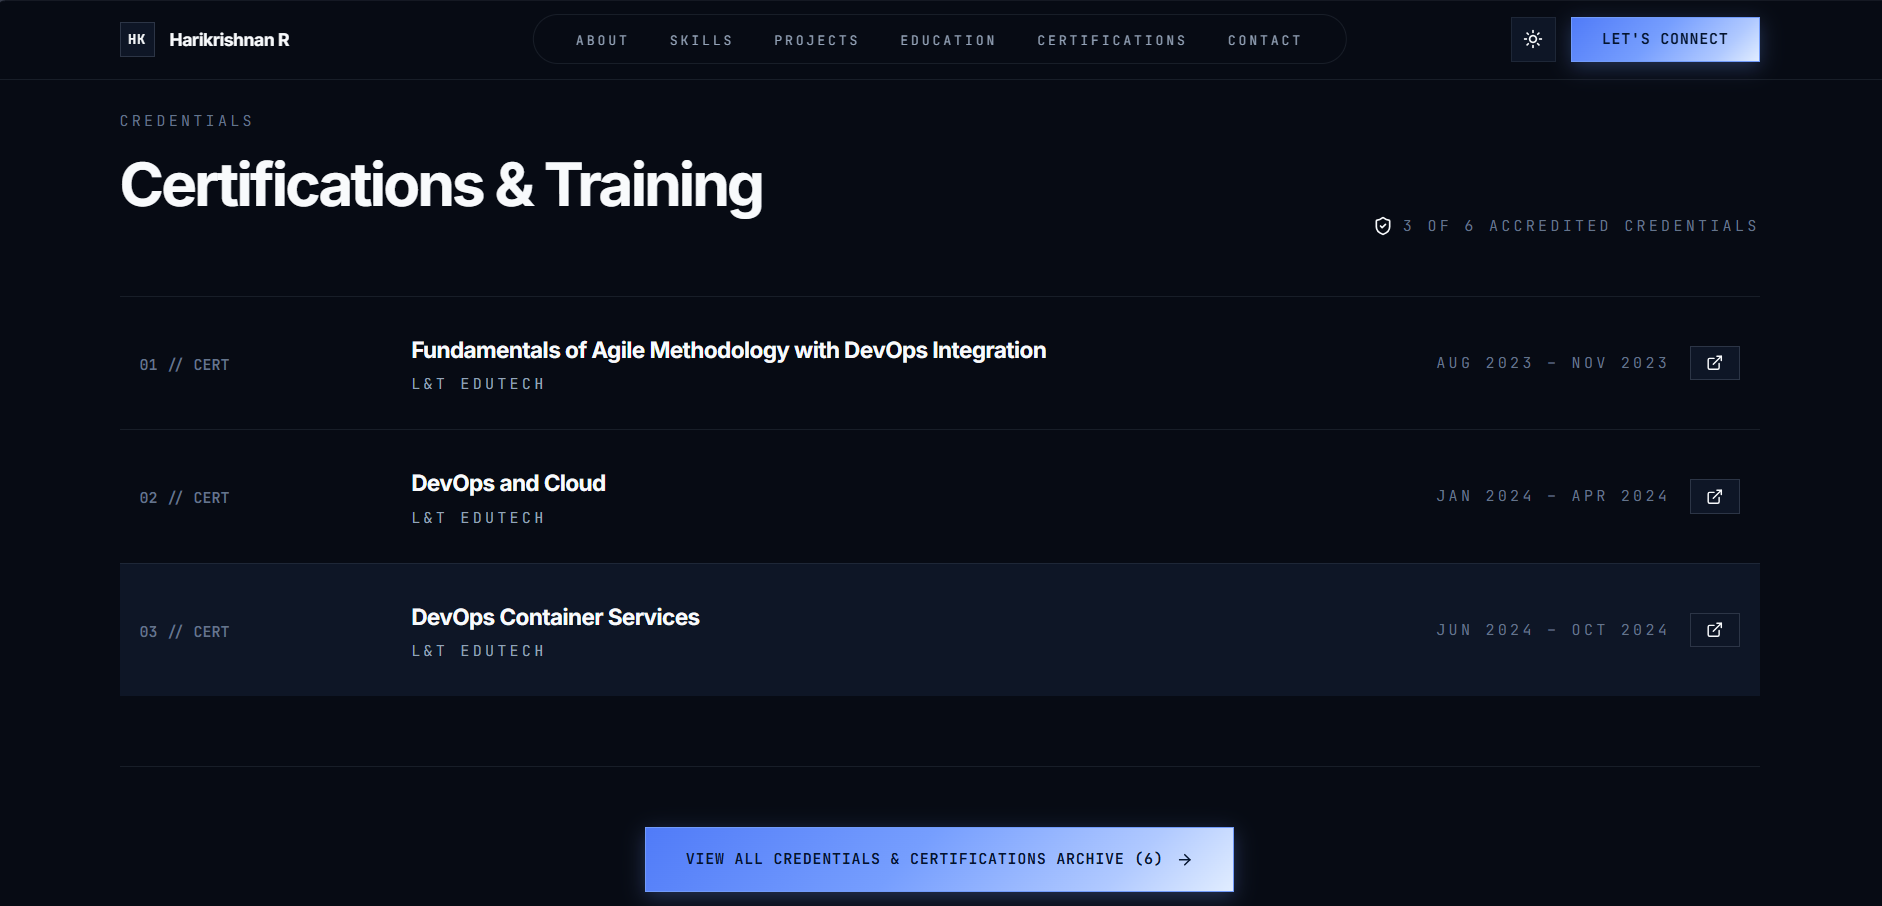 HK Harikrishnan R ABOUT SKILLS PROJECTS EDUCATION CERTIFICATIONS CONTACT LET'S CONNECT
CREDENTIALS
Certifications & Training
3 OF 6 ACCREDITED CREDENTIALS
01 // CERT
Fundamentals of Agile Methodology with DevOps Integration
L&T EDUTECH
AUG 2023 – NOV 2023
02 // CERT
DevOps and Cloud
L&T EDUTECH
JAN 2024 – APR 2024
03 // CERT
DevOps Container Services
L&T EDUTECH
JUN 2024 – OCT 2024
VIEW ALL CREDENTIALS & CERTIFICATIONS ARCHIVE (6) →